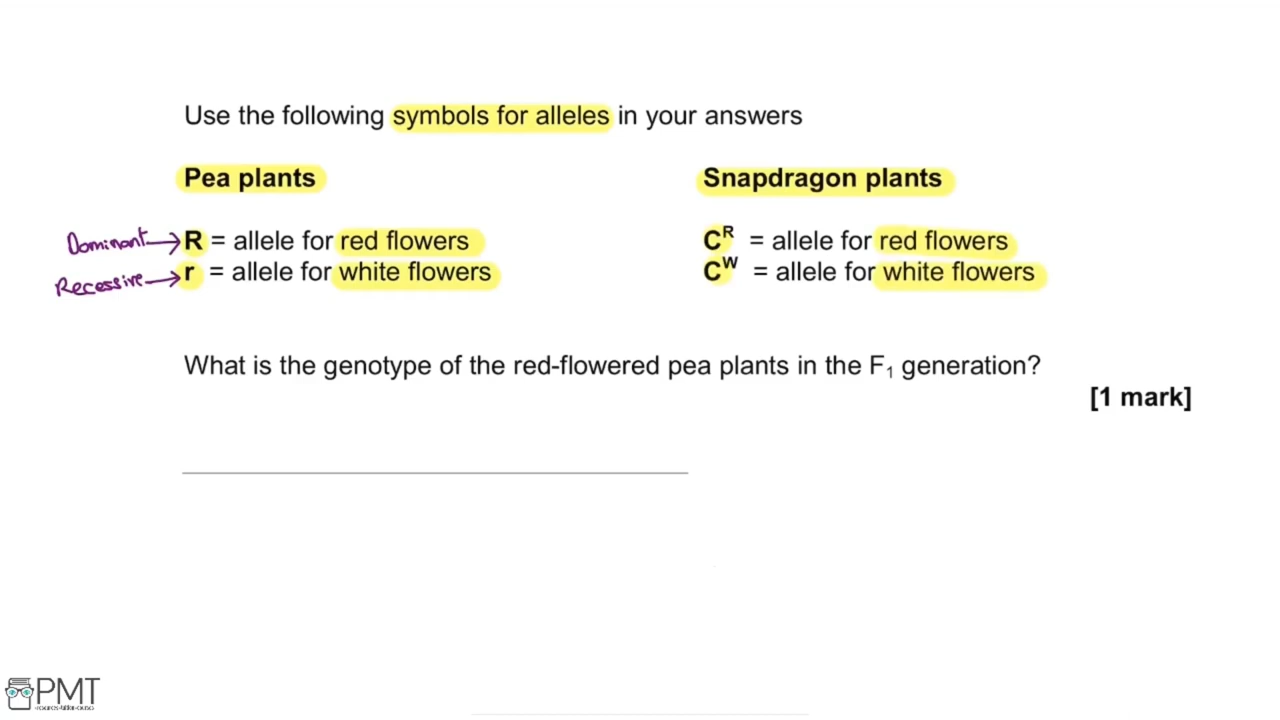 Use the following symbols for alleles in your answers
Pea plants
Snapdragon plants
Dominant → R = allele for red flowers
Cᴿ = allele for red flowers
Recessive → r = allele for white flowers
Cᵂ = allele for white flowers
What is the genotype of the red-flowered pea plants in the F₁ generation?
[1 mark]
PMT